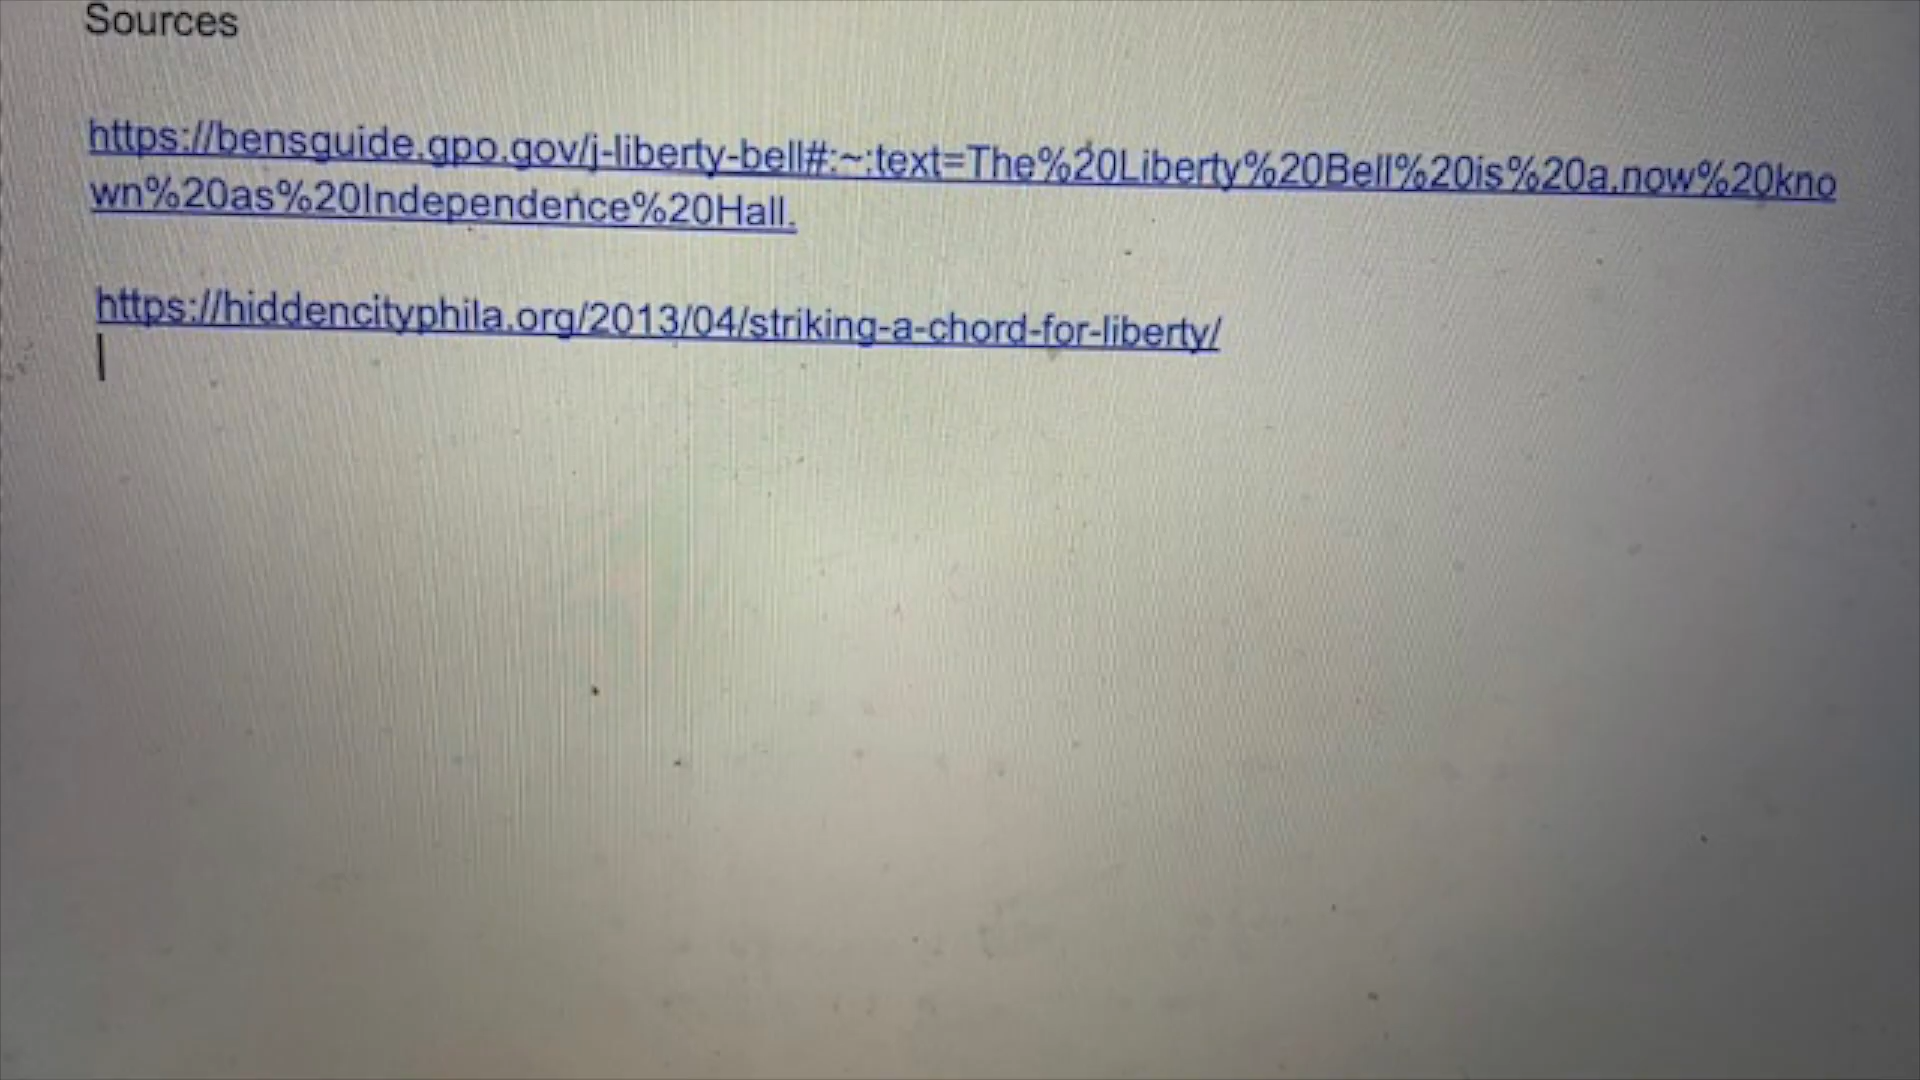 Sources
https://bensguide.gpo.gov/j-liberty-bell#:~:text=The%20Liberty%20Bell%20is%20a,now%20kno
wn%20as%20Independence%20Hall.
https://hiddencityphila.org/2013/04/striking-a-chord-for-liberty/